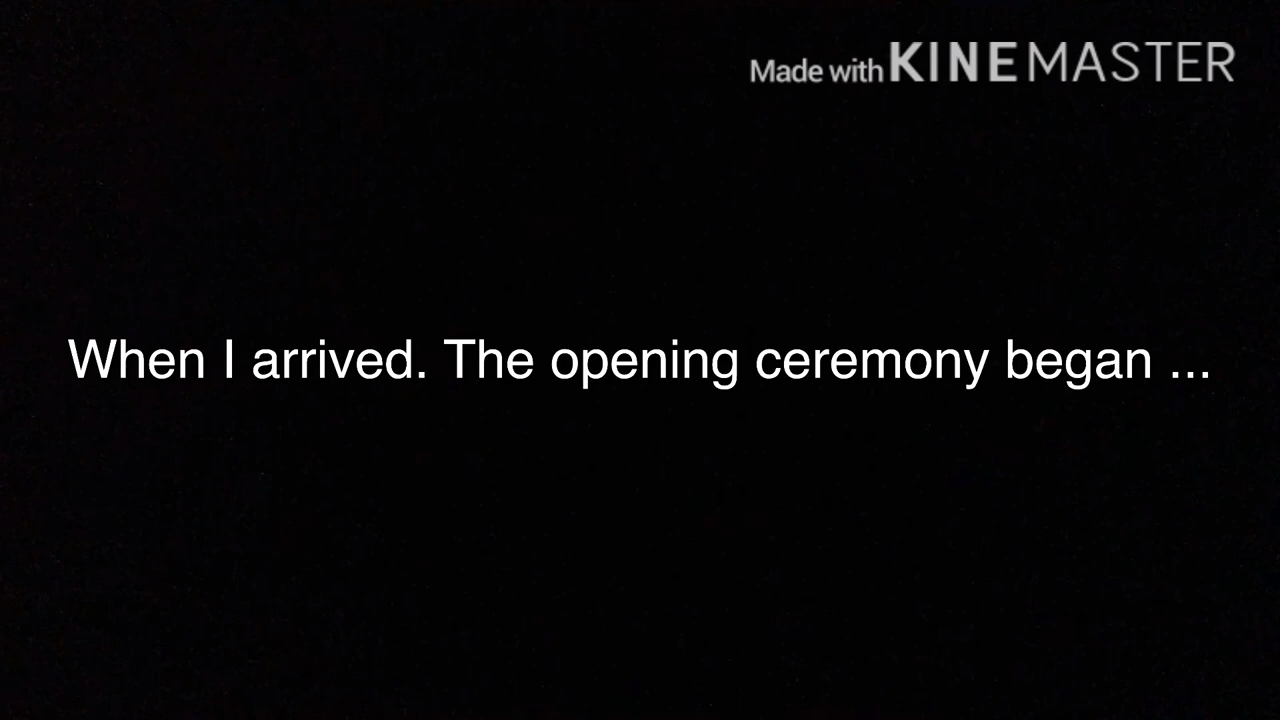 Made with KINEMASTER
When I arrived. The opening ceremony began ...